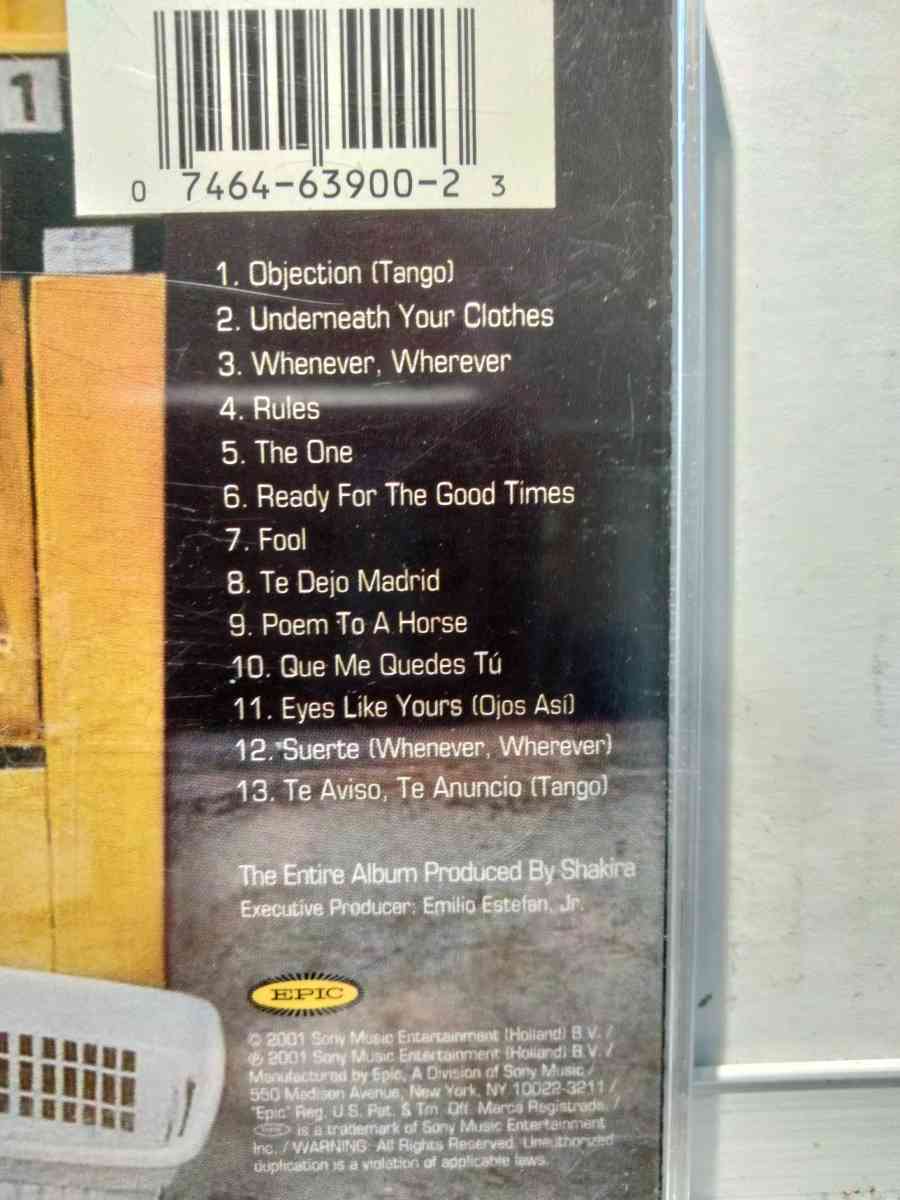 1
0 7464-63900-2 3
1. Objection (Tango)
2. Underneath Your Clothes
3. Whenever, Wherever
4. Rules
5. The One
6. Ready For The Good Times
7. Fool
8. Te Dejo Madrid
9. Poem To A Horse
10. Que Me Quedes Tú
11. Eyes Like Yours (Ojos Así)
12. Suerte (Whenever, Wherever)
13. Te Aviso, Te Anuncio (Tango)
The Entire Album Produced By Shakira
Executive Producer: Emilio Estefan, Jr.
EPIC
© 2001 Sony Music Entertainment (Holland) B.V. /
℗ 2001 Sony Music Entertainment (Holland) B.V. /
Manufactured by Epic, A Division of Sony Music /
550 Madison Avenue, New York, NY 10022-3211 /
"Epic" Reg. U.S. Pat. & Tm. Off. Marca Registrada. /
is a trademark of Sony Music Entertainment
Inc. / WARNING: All Rights Reserved. Unauthorized
duplication is a violation of applicable laws.